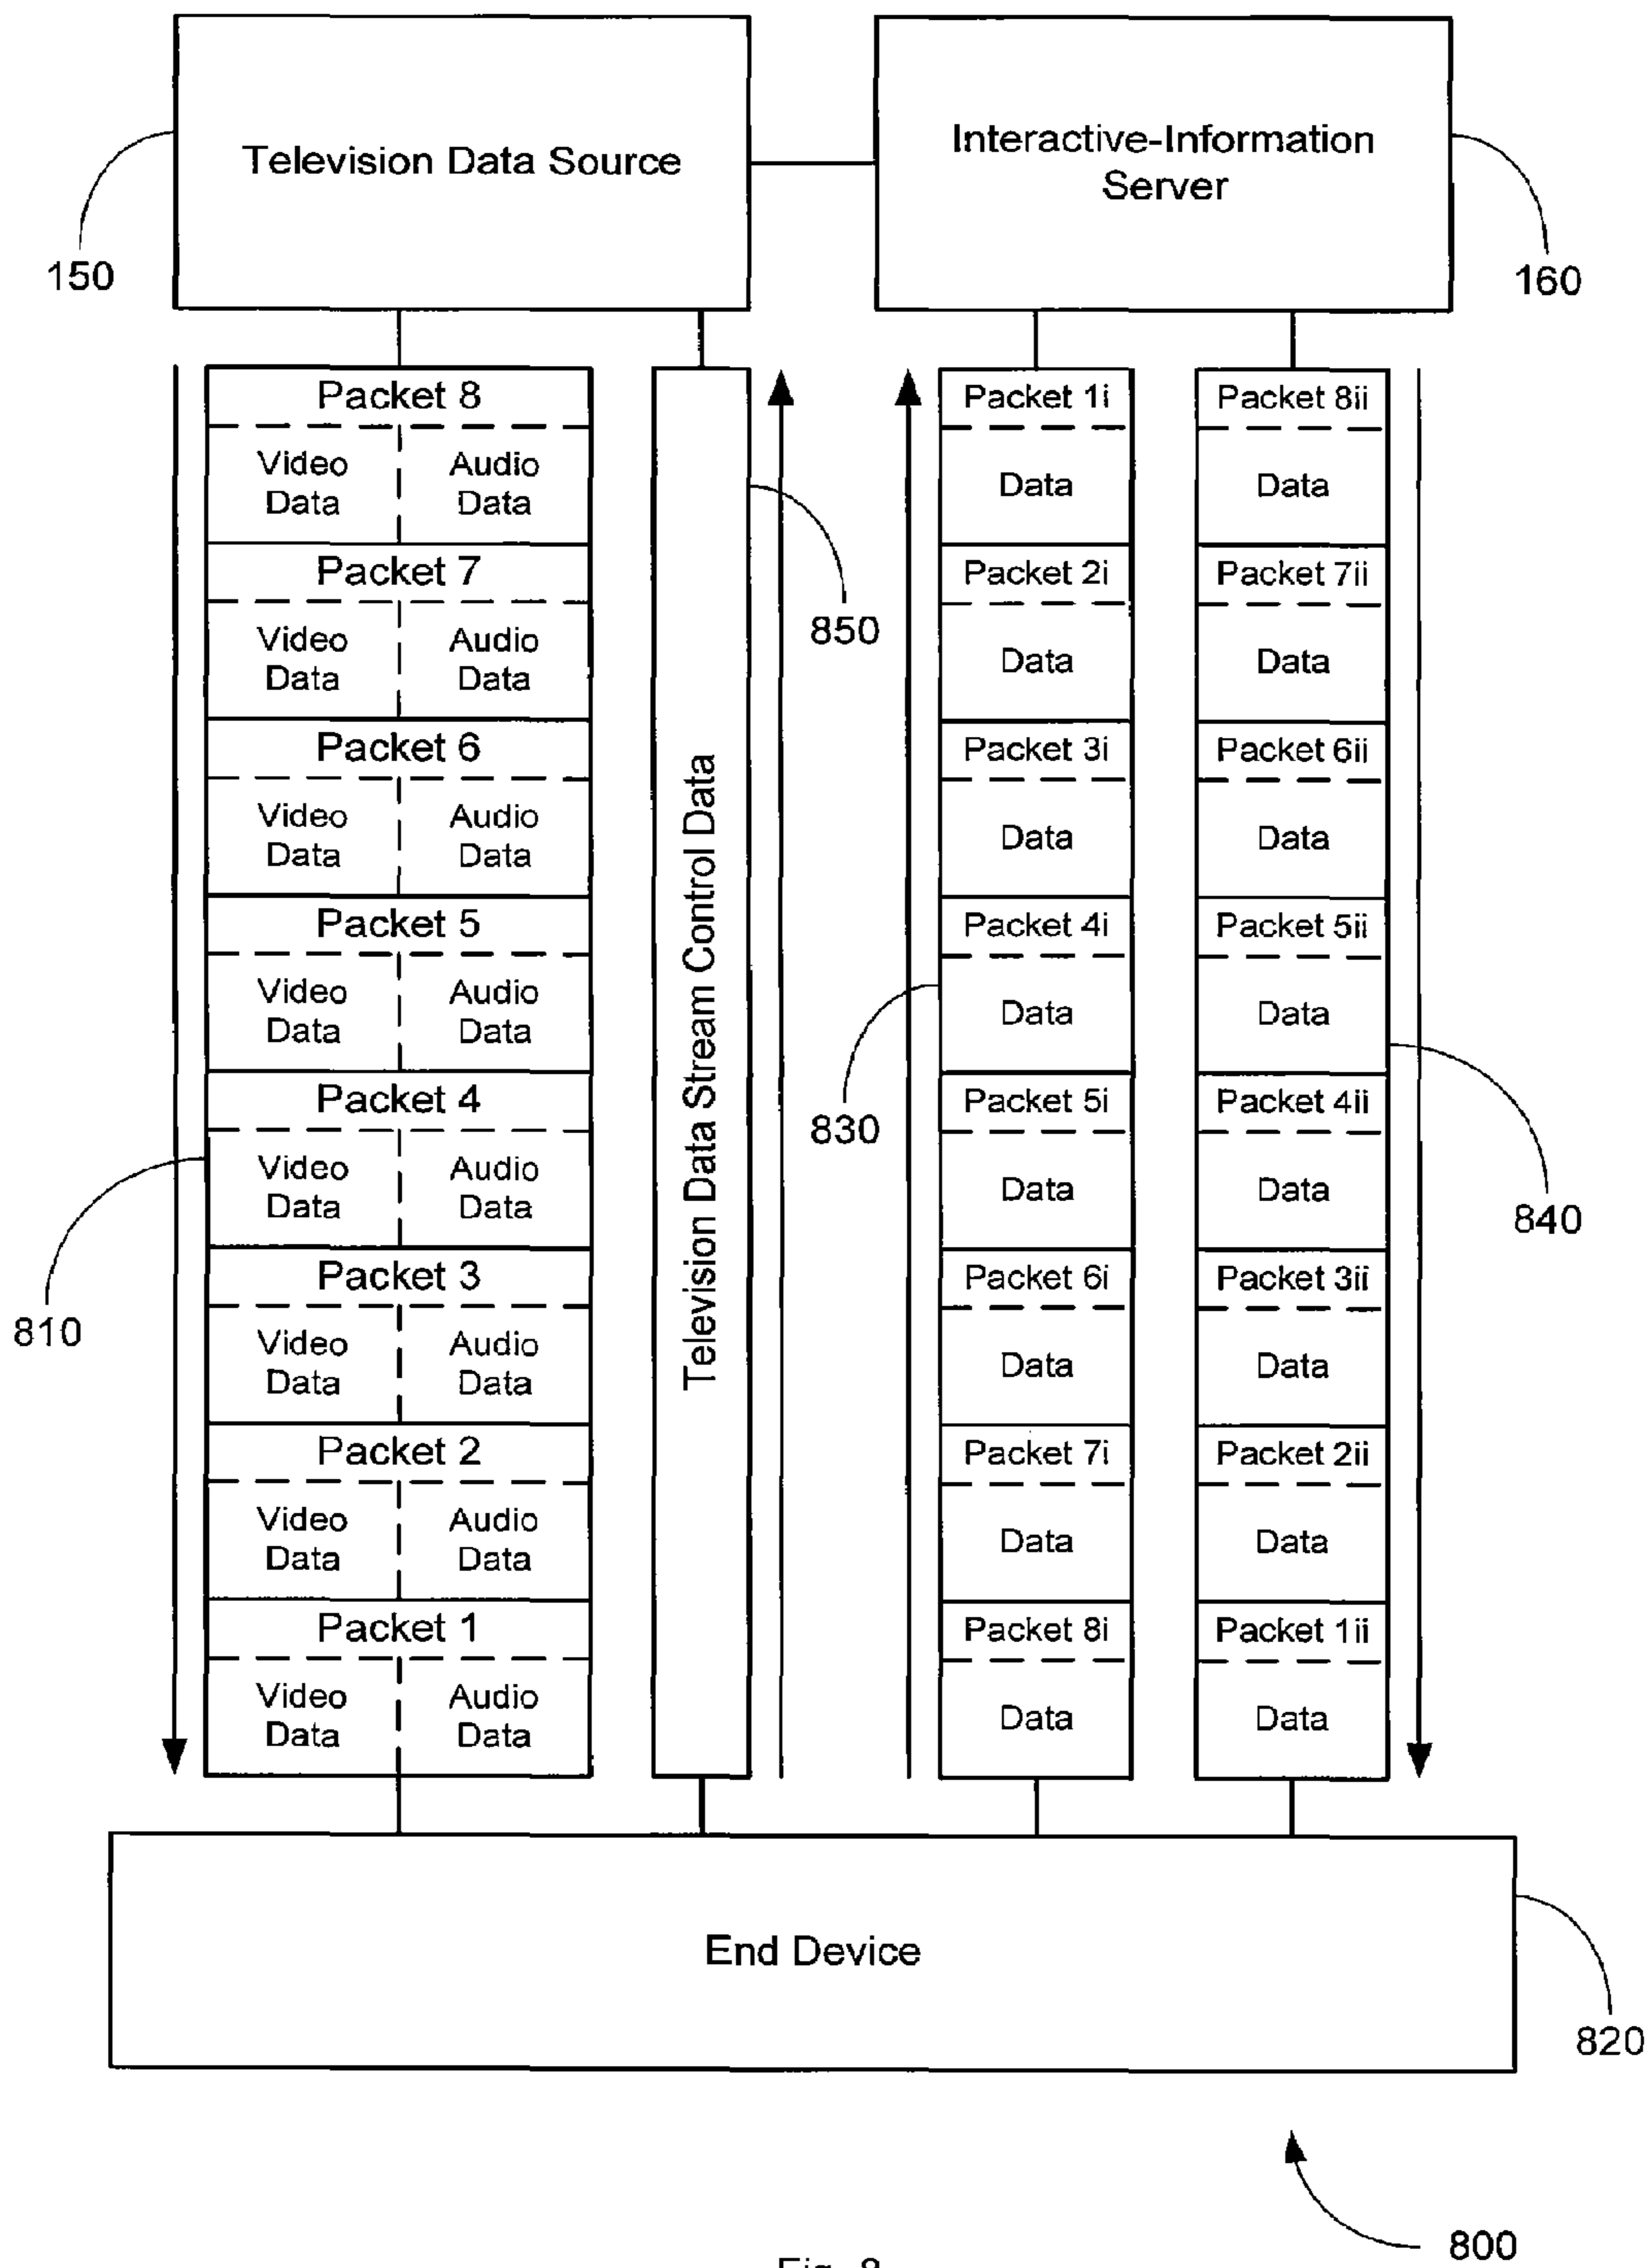 Television Data Source
Interactive-Information
Server
150
160
Packet 8
Video
Data
Audio
Data
Packet 7
Video
Data
Audio
Data
Packet 6
Video
Data
Audio
Data
Packet 5
Video
Data
Audio
Data
Packet 4
Video
Data
Audio
Data
Packet 3
Video
Data
Audio
Data
Packet 2
Video
Data
Audio
Data
Packet 1
Video
Data
Audio
Data
810
Television Data Stream Control Data
850
Packet 1i
Data
Packet 2i
Data
Packet 3i
Data
Packet 4i
Data
Packet 5i
Data
Packet 6i
Data
Packet 7i
Data
Packet 8i
Data
830
Packet 8ii
Data
Packet 7ii
Data
Packet 6ii
Data
Packet 5ii
Data
Packet 4ii
Data
Packet 3ii
Data
Packet 2ii
Data
Packet 1ii
Data
840
End Device
820
800
Fig. 8